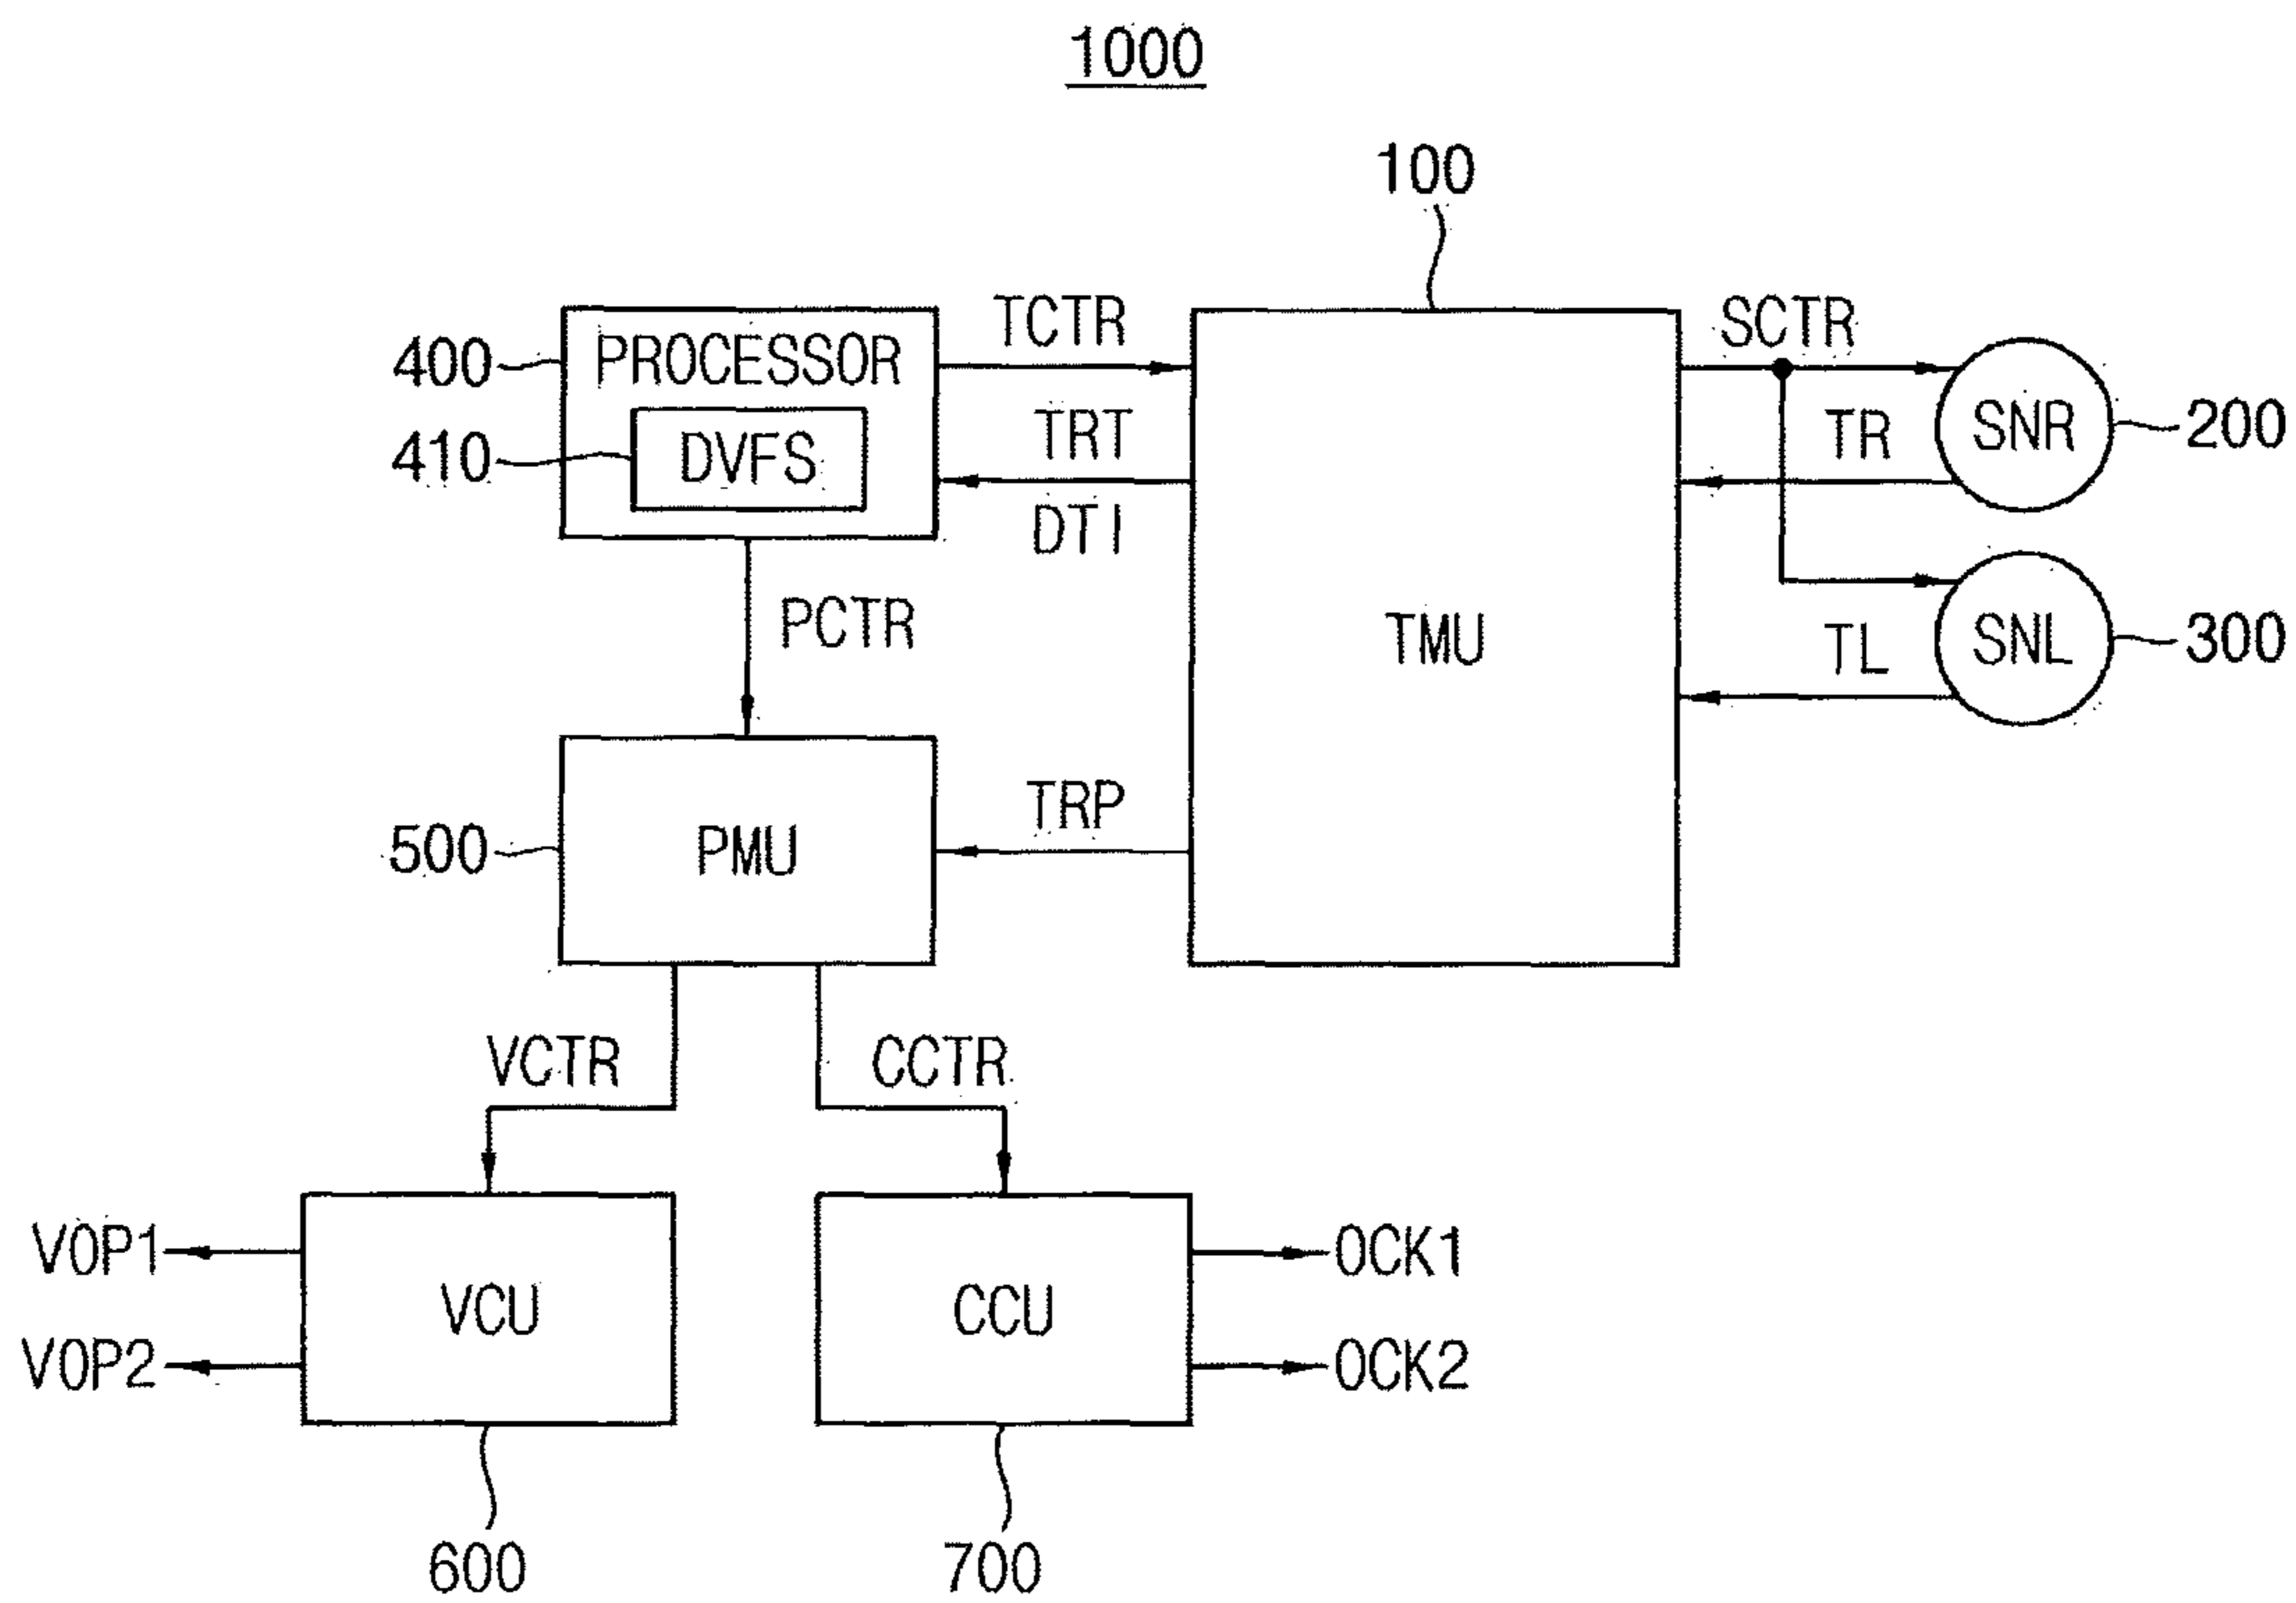 1000
100
400
PROCESSOR
TCTR
SCTR
410
DVFS
TRT
TR
SNR
200
DTI
PCTR
TMU
TL
SNL
300
TRP
500
PMU
VCTR
CCTR
VOP1
VOP2
VCU
CCU
OCK1
OCK2
600
700